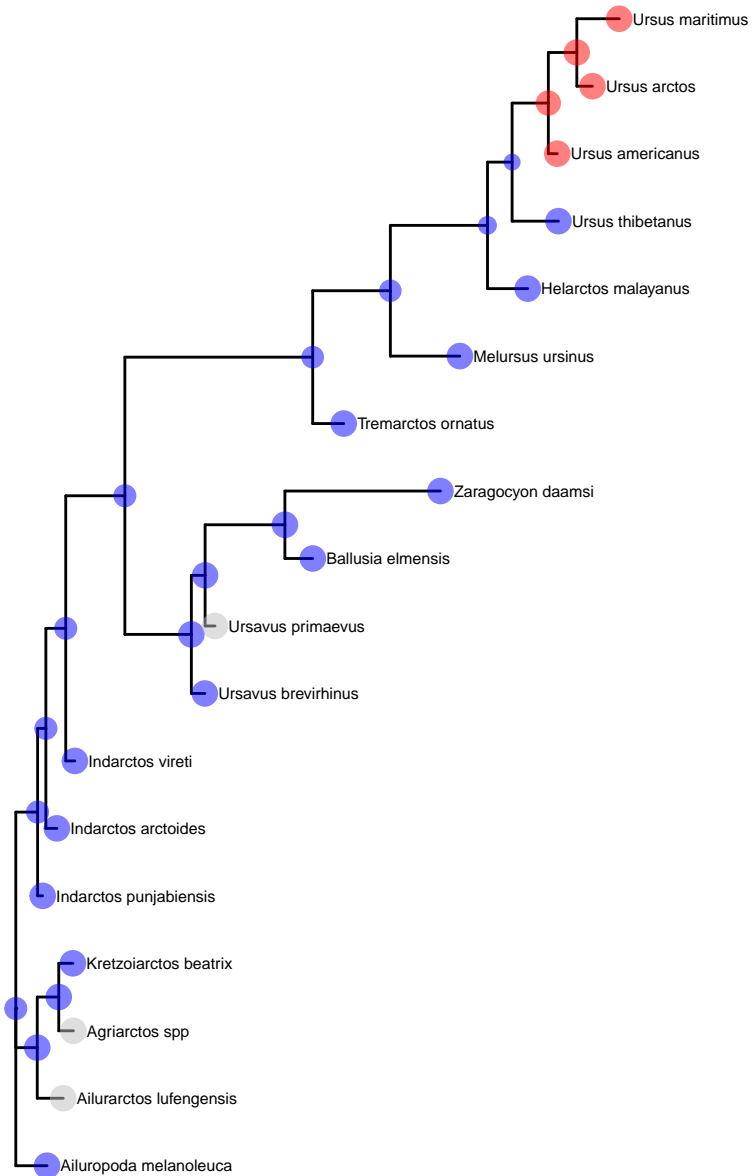 Ursus maritimus
Ursus arctos
Ursus americanus
Ursus thibetanus
Helarctos malayanus
Melursus ursinus
Tremarctos ornatus
Zaragocyon daamsi
Ballusia elmensis
Ursavus primaevus
Ursavus brevirhinus
Indarctos vireti
Indarctos arctoides
Indarctos punjabiensis
Kretzoiarctos beatrix
Agriarctos spp
Ailurarctos lufengensis
Ailuropoda melanoleuca